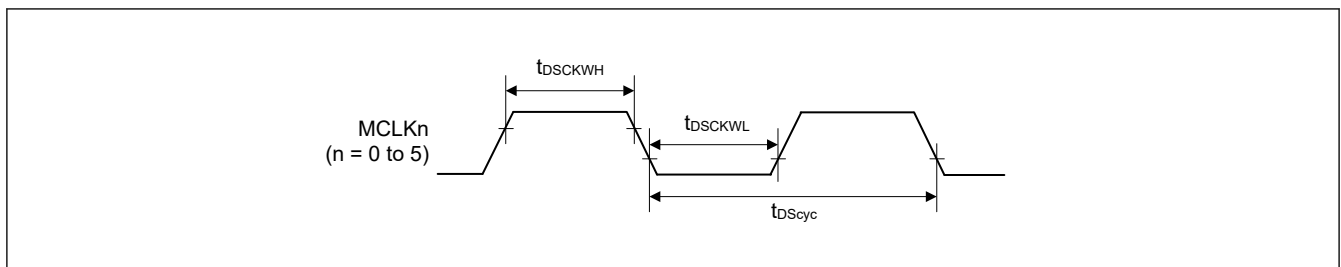 tDSCKWH
MCLKn
(n = 0 to 5)
tDSCKWL
tDScyc